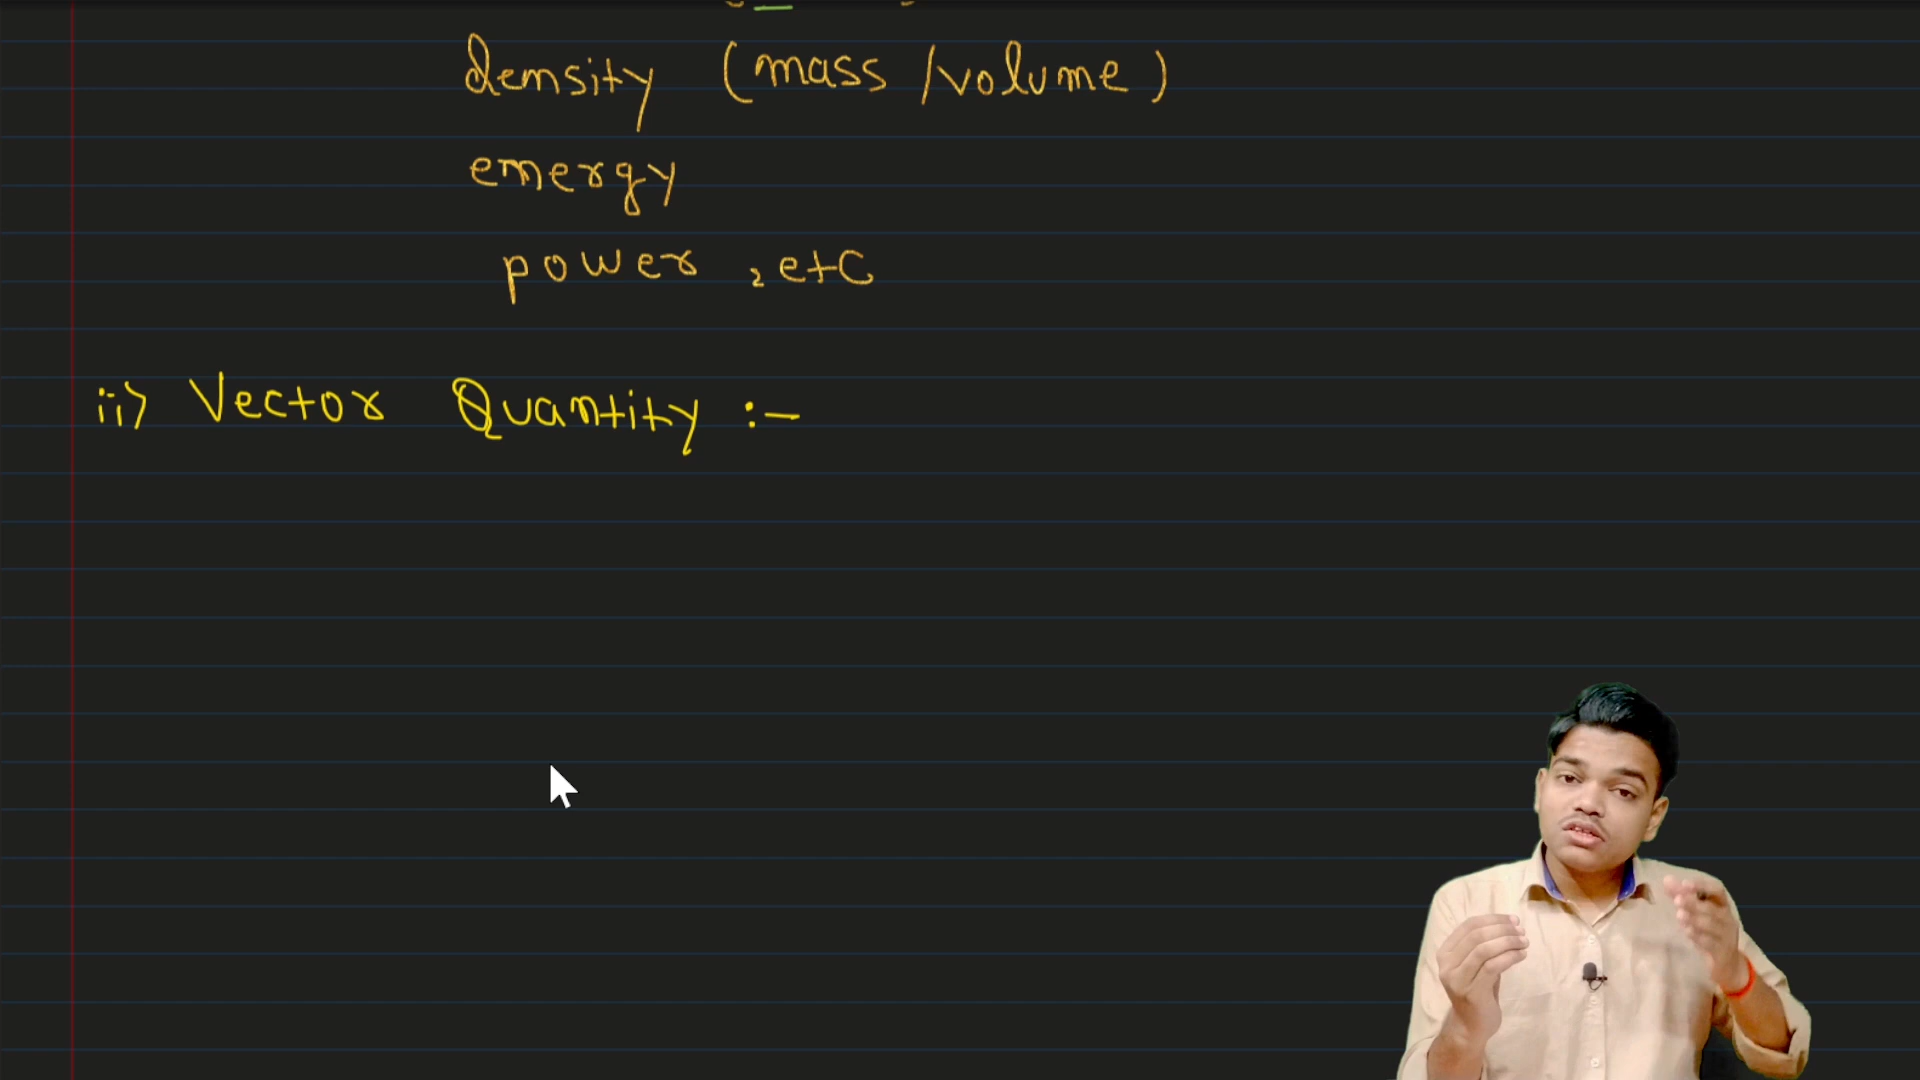 density (mass /volume)
energy
power , etc
ii) Vector Quantity :-